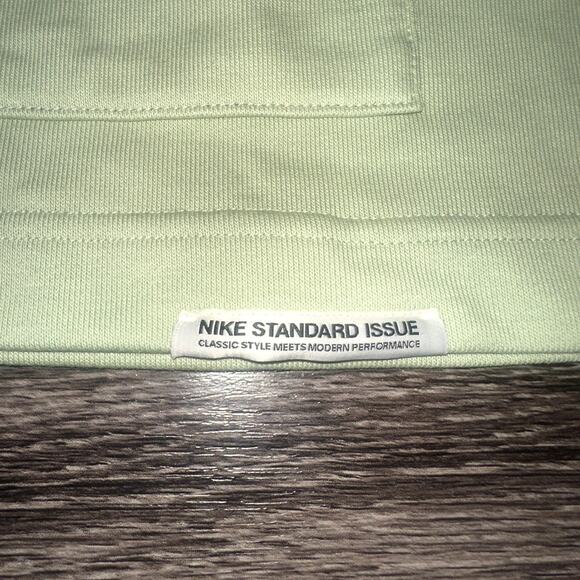 NIKE STANDARD ISSUE
CLASSIC STYLE MEETS MODERN PERFORMANCE